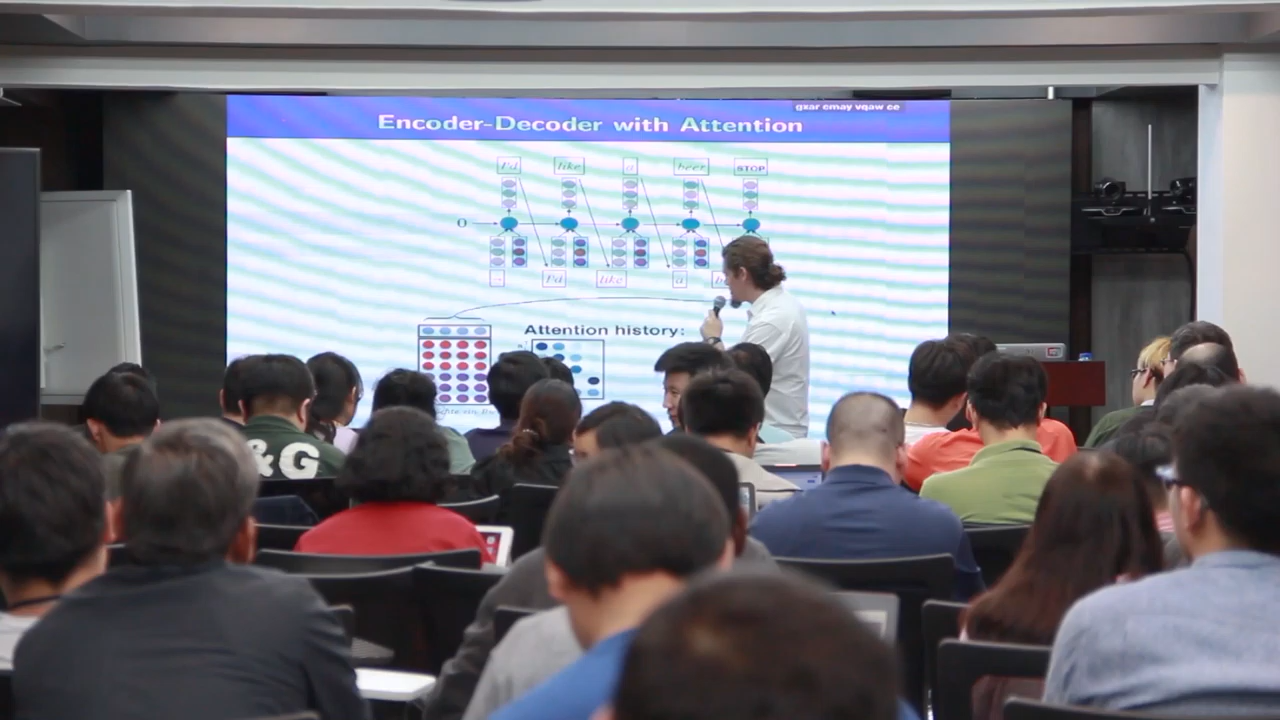 gxar cmay vqaw ce
Encoder-Decoder with Attention
I'd like a beer STOP
0
I'd like a
Attention history:
&G